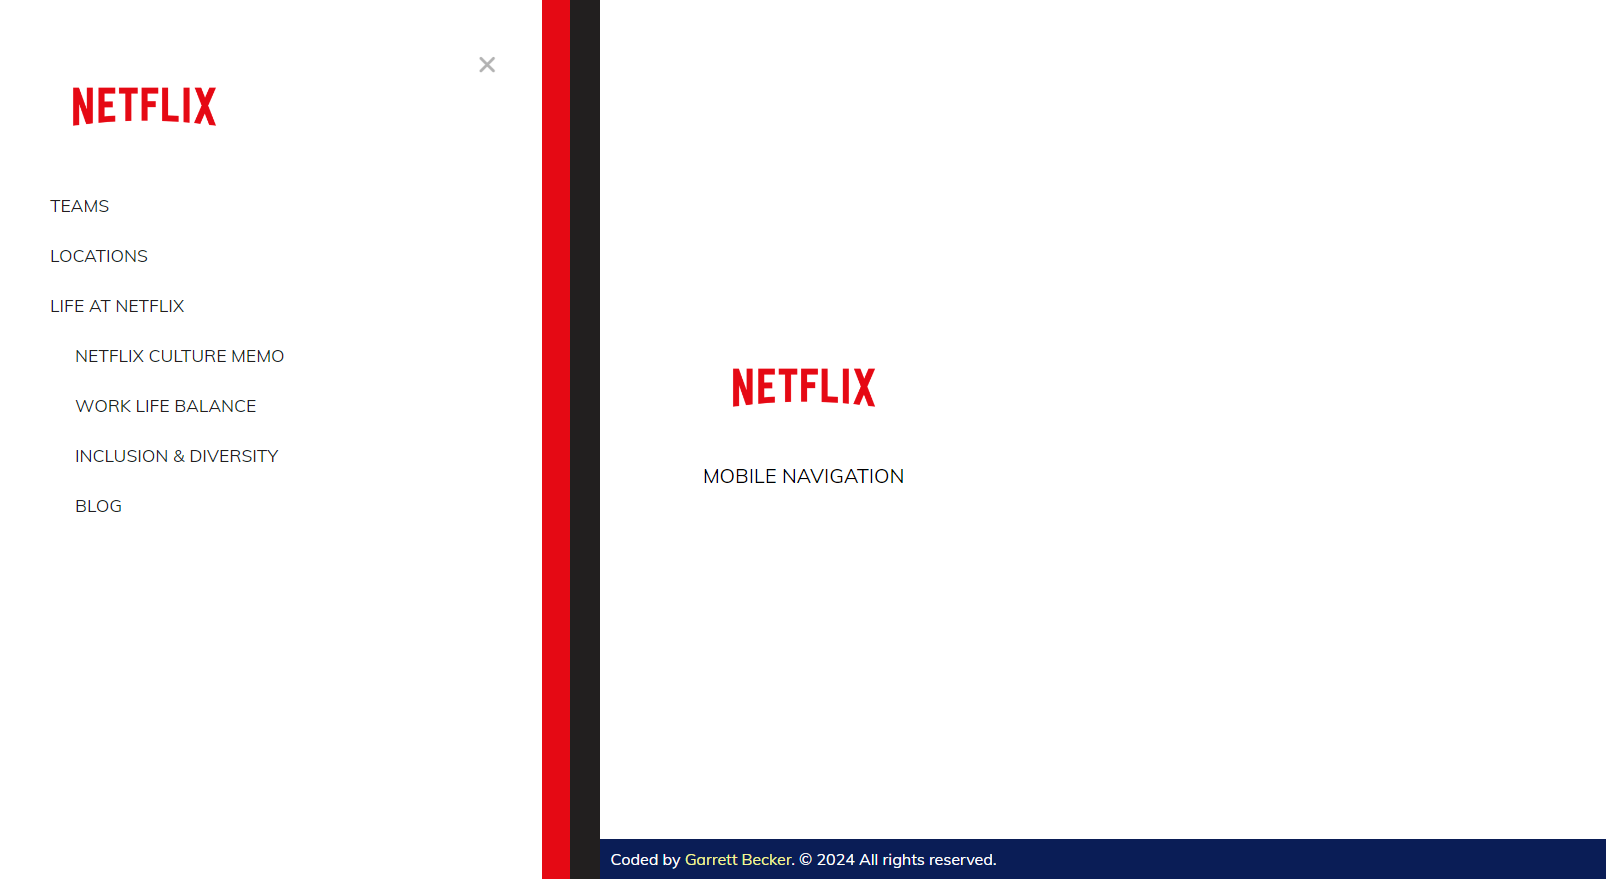 NETFLIX
TEAMS
LOCATIONS
LIFE AT NETFLIX
NETFLIX CULTURE MEMO
WORK LIFE BALANCE
INCLUSION & DIVERSITY
BLOG
NETFLIX
MOBILE NAVIGATION
Coded by Garrett Becker. © 2024 All rights reserved.